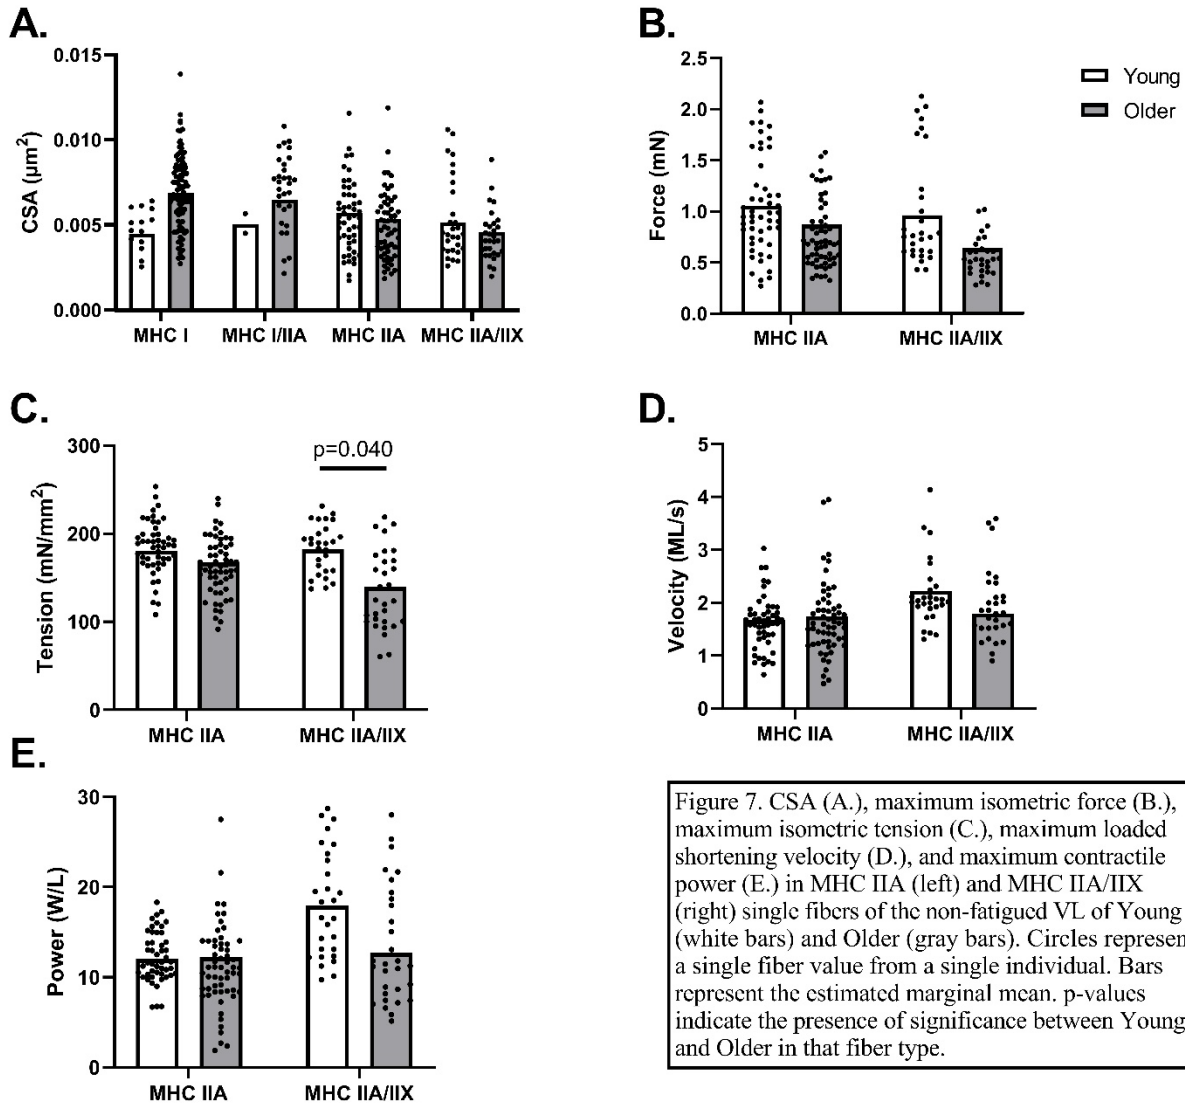 A.
0.015
0.010
0.005
0.000
CSA (µm²)
MHC I
MHC I/IIA
MHC IIA
MHC IIA/IIX
B.
2.5
2.0
1.5
1.0
0.5
0.0
Force (mN)
MHC IIA
MHC IIA/IIX
Young
Older
C.
300
200
100
0
Tension (mN/mm²)
p=0.040
MHC IIA
MHC IIA/IIX
D.
5
4
3
2
1
0
Velocity (ML/s)
MHC IIA
MHC IIA/IIX
E.
30
20
10
0
Power (W/L)
MHC IIA
MHC IIA/IIX
Figure 7. CSA (A.), maximum isometric force (B.),
maximum isometric tension (C.), maximum loaded
shortening velocity (D.), and maximum contractile
power (E.) in MHC IIA (left) and MHC IIA/IIX
(right) single fibers of the non-fatigued VL of Young
(white bars) and Older (gray bars). Circles represen
a single fiber value from a single individual. Bars
represent the estimated marginal mean. p-values
indicate the presence of significance between Young
and Older in that fiber type.